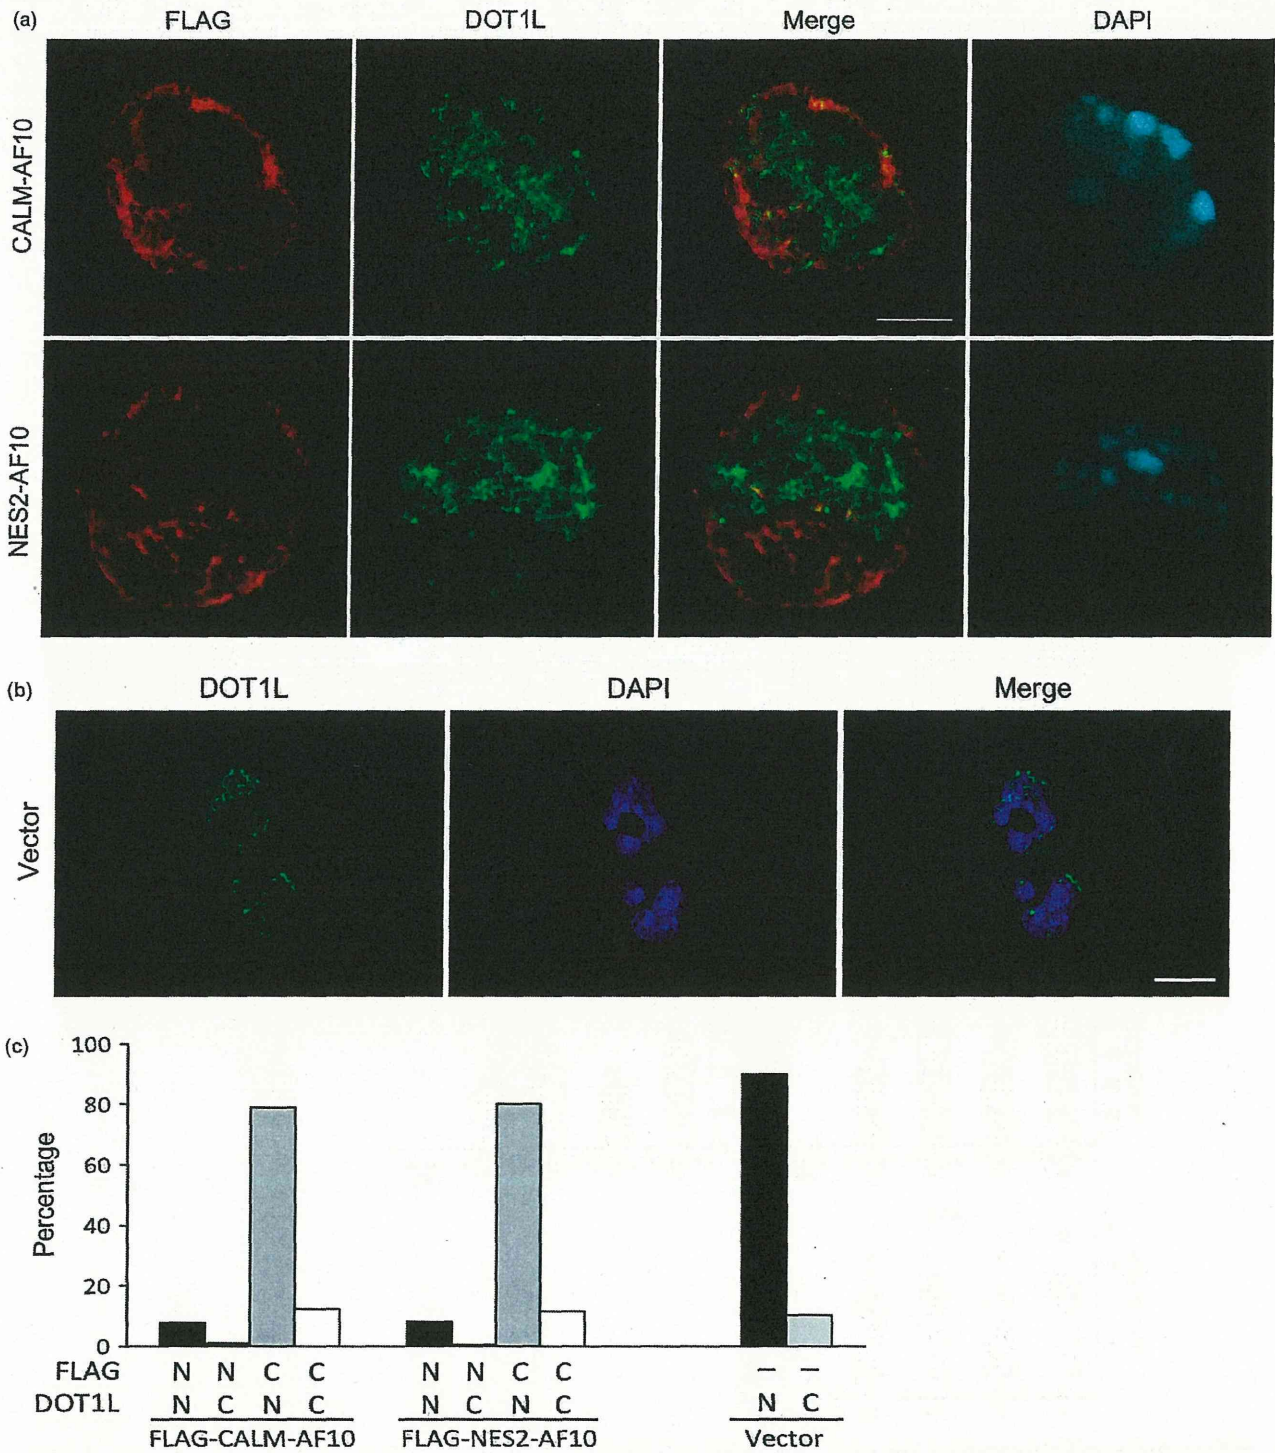 (a)
FLAG DOT1L Merge DAPI
CALM-AF10
NES2-AF10
(b)
DOT1L DAPI Merge
Vector
(c)
Percentage
100
80
60
40
20
0
FLAG N N C C N N C C – –
DOT1L N C N C N C N C N C
FLAG-CALM-AF10 FLAG-NES2-AF10 Vector